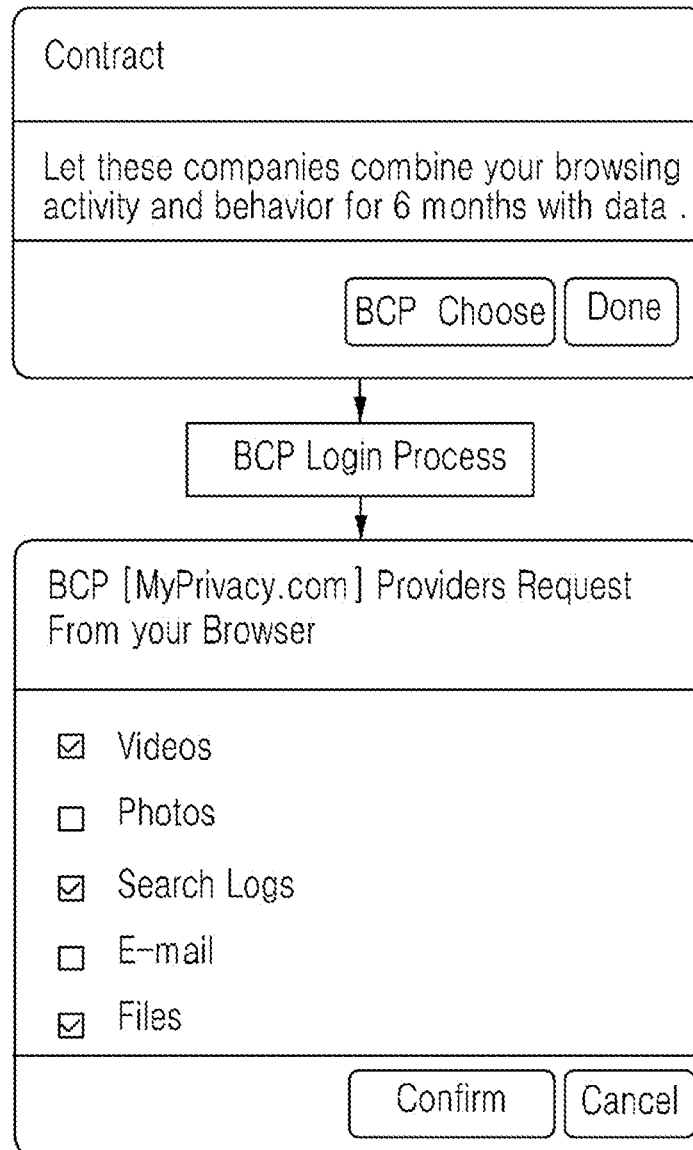 Contract
Let these companies combine your browsing
activity and behavior for 6 months with data .
BCP Choose
Done
BCP Login Process
BCP [MyPrivacy.com] Providers Request
From your Browser
Videos
Photos
Search Logs
E-mail
Files
Confirm
Cancel